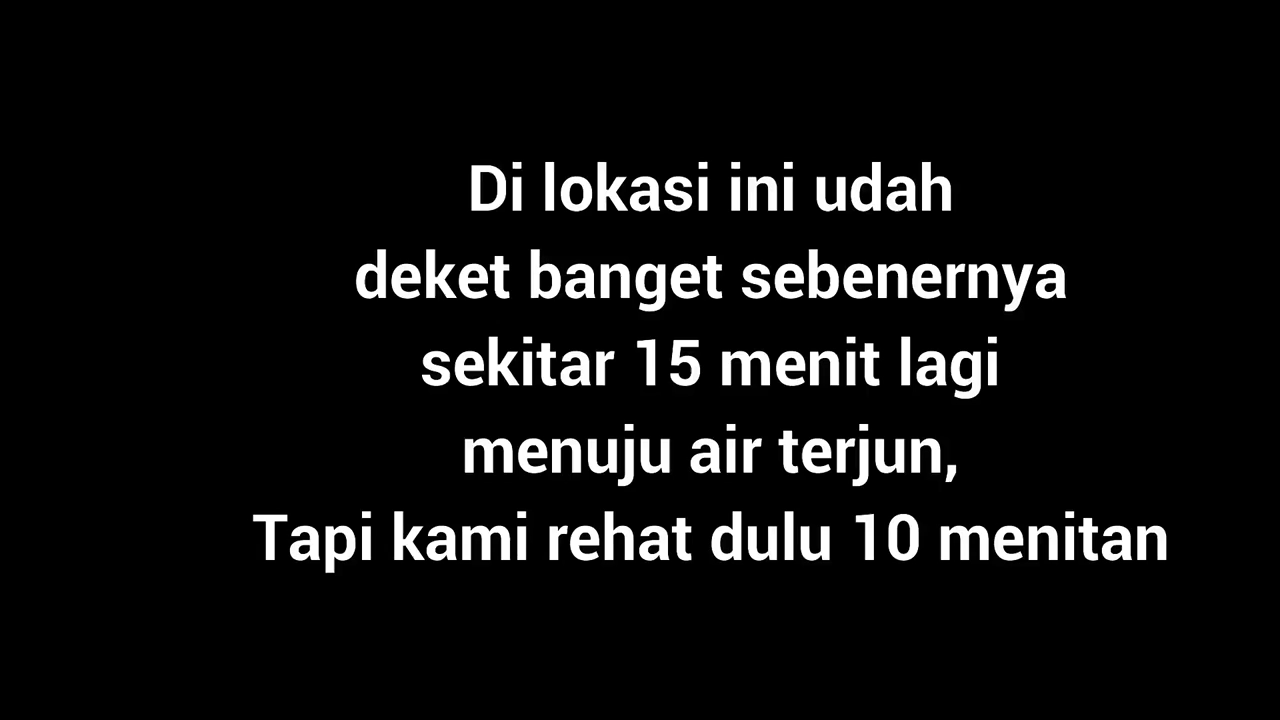 Di lokasi ini udah
deket banget sebenernya
sekitar 15 menit lagi
menuju air terjun,
Tapi kami rehat dulu 10 menitan